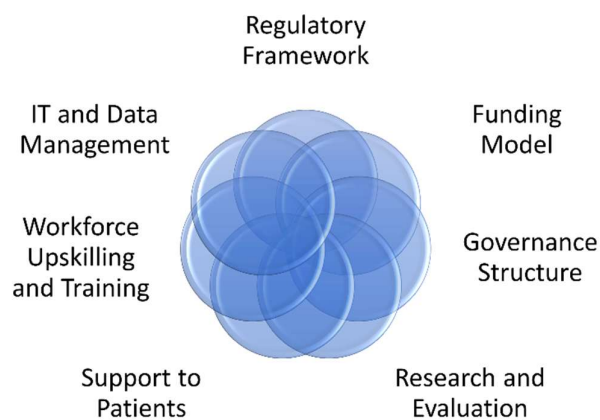 Regulatory
Framework
IT and Data
Management
Funding
Model
Workforce
Upskilling
and Training
Governance
Structure
Support to
Patients
Research and
Evaluation